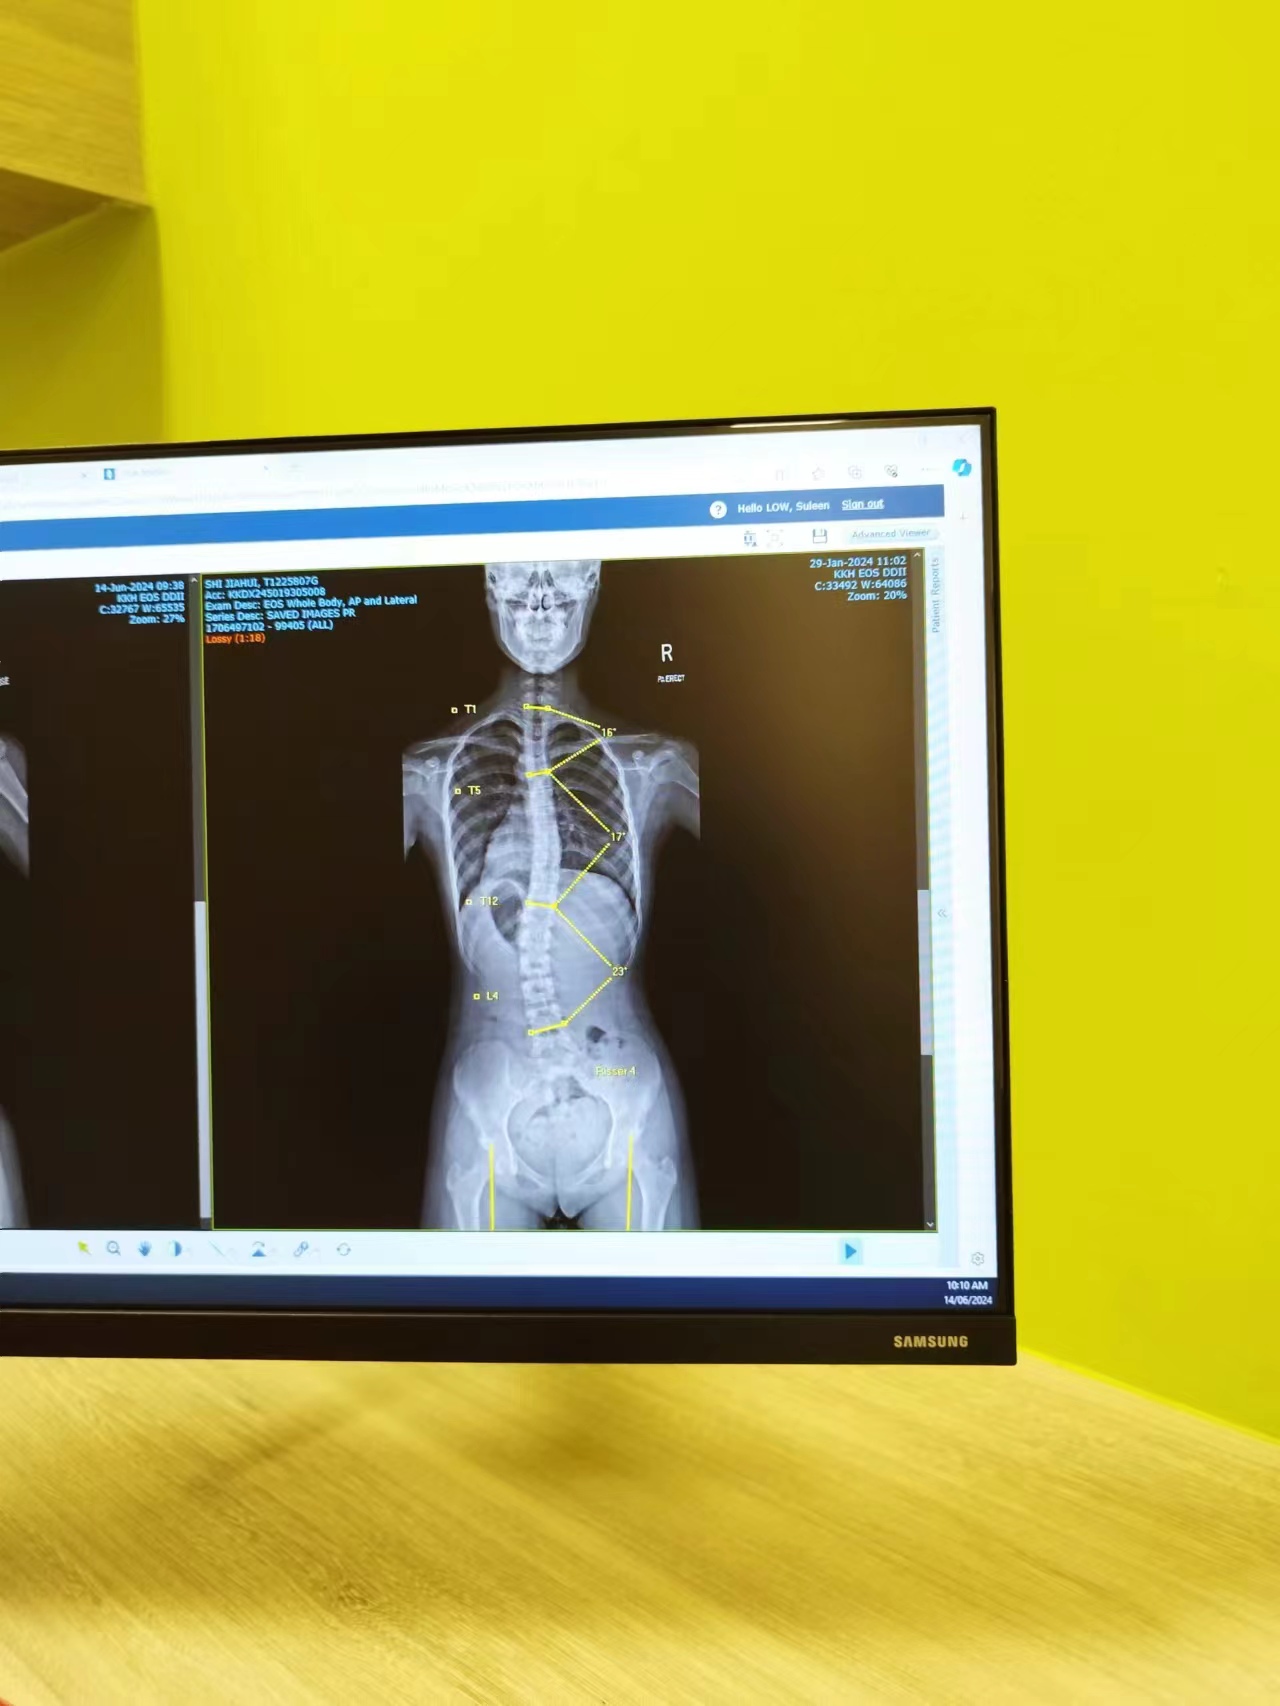 Hello LOW, Suleen Sign out
Advanced Viewer
14-Jun-2024 09:38
KKH EOS DDII
C:32767 W:65535
Zoom: 27%
SHI JIAHUI, T1225807G
Acc: KKDX245019305008
Exam Desc: EOS Whole Body, AP and Lateral
Series Desc: SAVED IMAGES PR
1706497102 - 99405 (ALL)
Lossy (1:18)
29-Jan-2024 11:02
KKH EOS DDII
C:33492 W:64086
Zoom: 20%
Patient Reports
R
PA ERECT
T1
16°
T5
17°
T12
23°
L4
Risser 4
10:10 AM
14/06/2024
SAMSUNG